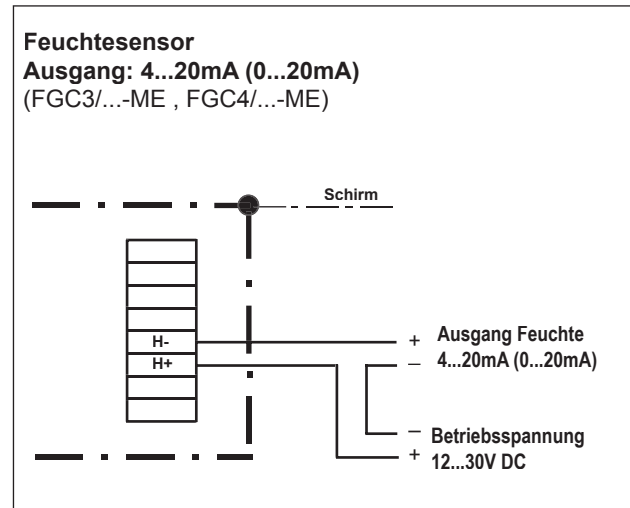 Feuchtesensor
Ausgang: 4...20mA (0...20mA)
(FGC3/...-ME , FGC4/...-ME)
Schirm
H-
H+
+ Ausgang Feuchte
– 4...20mA (0...20mA)
– Betriebsspannung
+ 12...30V DC